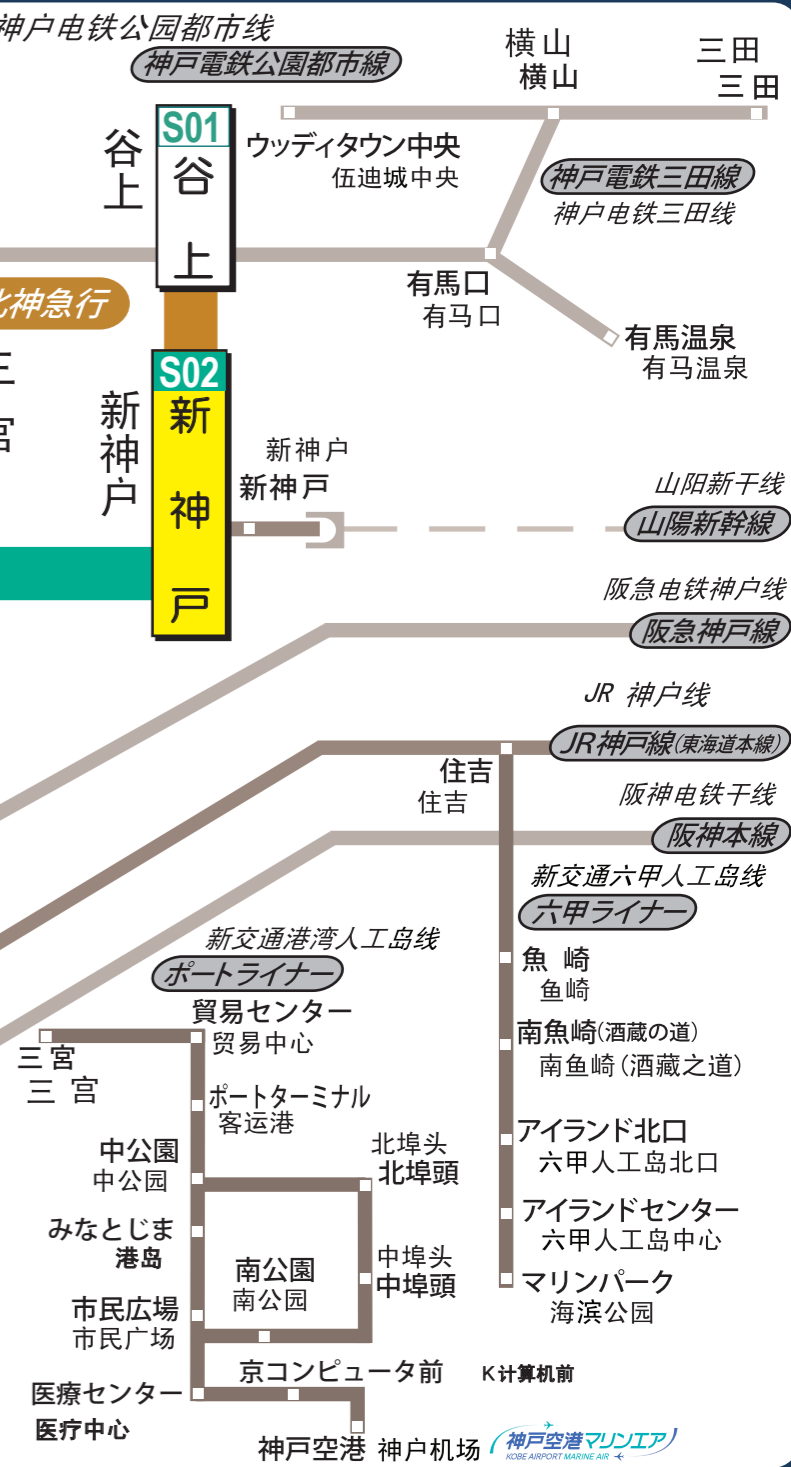 神户电铁公园都市线
神戸電鉄公園都市線
横山
横山
三田
三田
S01
谷上
谷上
ウッディタウン中央
伍迪城中央
神戸電鉄三田線
神户电铁三田线
有馬口
有马口
北神急行
有馬温泉
有马温泉
三宮
S02
新神户
新神戸
新神户
新神戸
山阳新干线
山陽新幹線
阪急电铁神户线
阪急神戸線
JR 神户线
JR神戸線(東海道本線)
住吉
住吉
阪神电铁干线
阪神本線
新交通六甲人工岛线
六甲ライナー
新交通港湾人工岛线
ポートライナー
魚崎
鱼崎
貿易センター
贸易中心
三宮
三宫
南魚崎(酒蔵の道)
南鱼崎(酒藏之道)
ポートターミナル
客运港
アイランド北口
六甲人工岛北口
中公園
中公园
北埠头
北埠頭
アイランドセンター
六甲人工岛中心
みなとじま
港岛
南公園
南公园
中埠头
中埠頭
マリンパーク
海滨公园
市民広場
市民广场
京コンピュータ前
K计算机前
医療センター
医疗中心
神戸空港
神户机场
神戸空港マリンエア
KOBE AIRPORT MARINE AIR